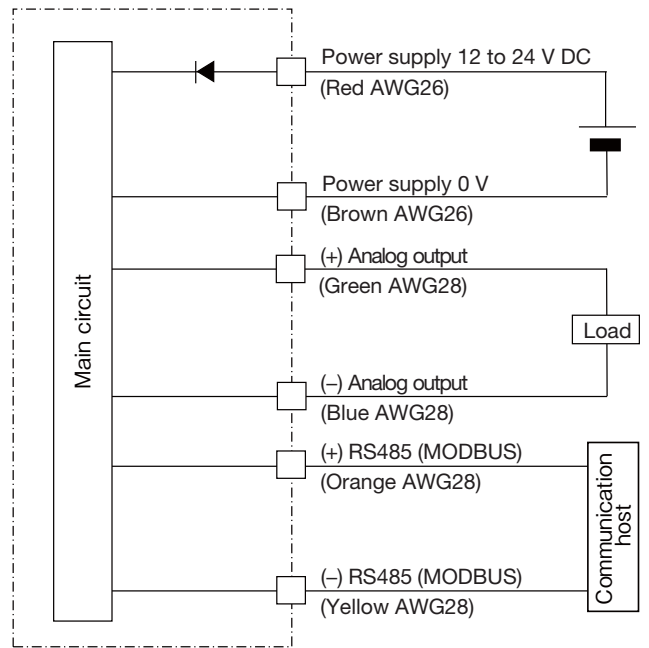 Power supply 12 to 24 V DC
(Red AWG26)
Power supply 0 V
(Brown AWG26)
(+) Analog output
(Green AWG28)
Main circuit
Load
(–) Analog output
(Blue AWG28)
(+) RS485 (MODBUS)
(Orange AWG28)
Communication
host
(–) RS485 (MODBUS)
(Yellow AWG28)